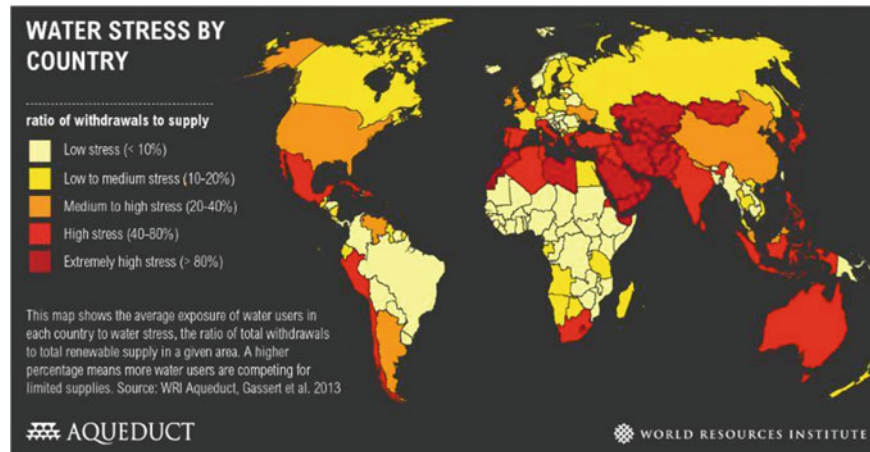 WATER STRESS BY
COUNTRY
ratio of withdrawals to supply
Low stress (< 10%)
Low to medium stress (10-20%)
Medium to high stress (20-40%)
High stress (40-80%)
Extremely high stress (> 80%)
This map shows the average exposure of water users in
each country to water stress, the ratio of total withdrawals
to total renewable supply in a given area. A higher
percentage means more water users are competing for
limited supplies. Source: WRI Aqueduct, Gassert et al. 2013
AQUEDUCT
WORLD RESOURCES INSTITUTE